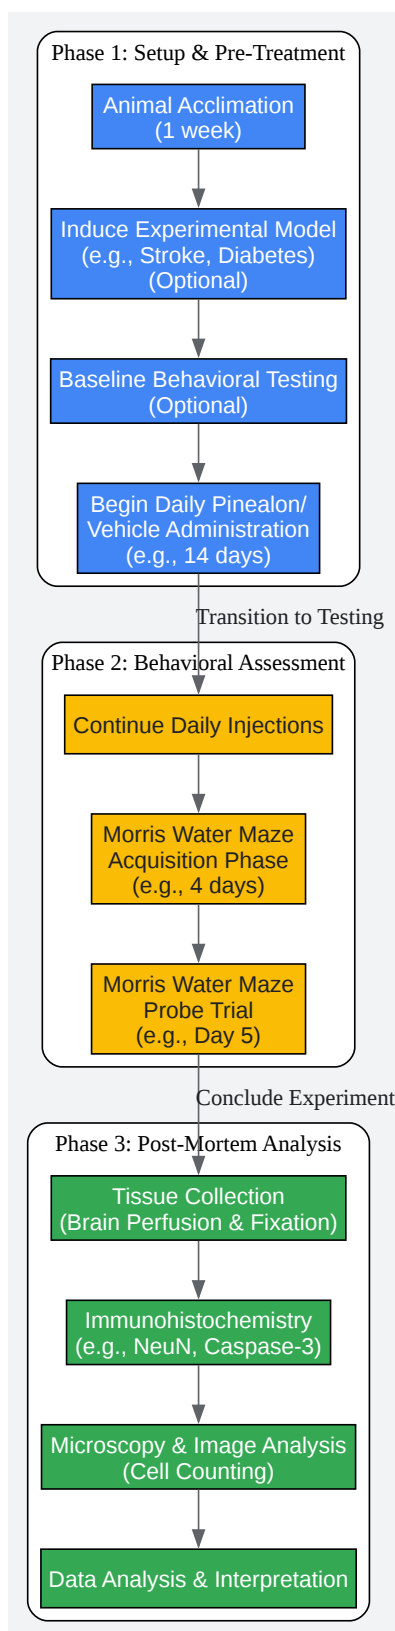 Phase 1: Setup & Pre-Treatment
Animal Acclimation
(1 week)
Induce Experimental Model
(e.g., Stroke, Diabetes)
(Optional)
Baseline Behavioral Testing
(Optional)
Begin Daily Pinealon/
Vehicle Administration
(e.g., 14 days)
Transition to Testing
Phase 2: Behavioral Assessment
Continue Daily Injections
Morris Water Maze
Acquisition Phase
(e.g., 4 days)
Morris Water Maze
Probe Trial
(e.g., Day 5)
Conclude Experiment
Phase 3: Post-Mortem Analysis
Tissue Collection
(Brain Perfusion & Fixation)
Immunohistochemistry
(e.g., NeuN, Caspase-3)
Microscopy & Image Analysis
(Cell Counting)
Data Analysis & Interpretation